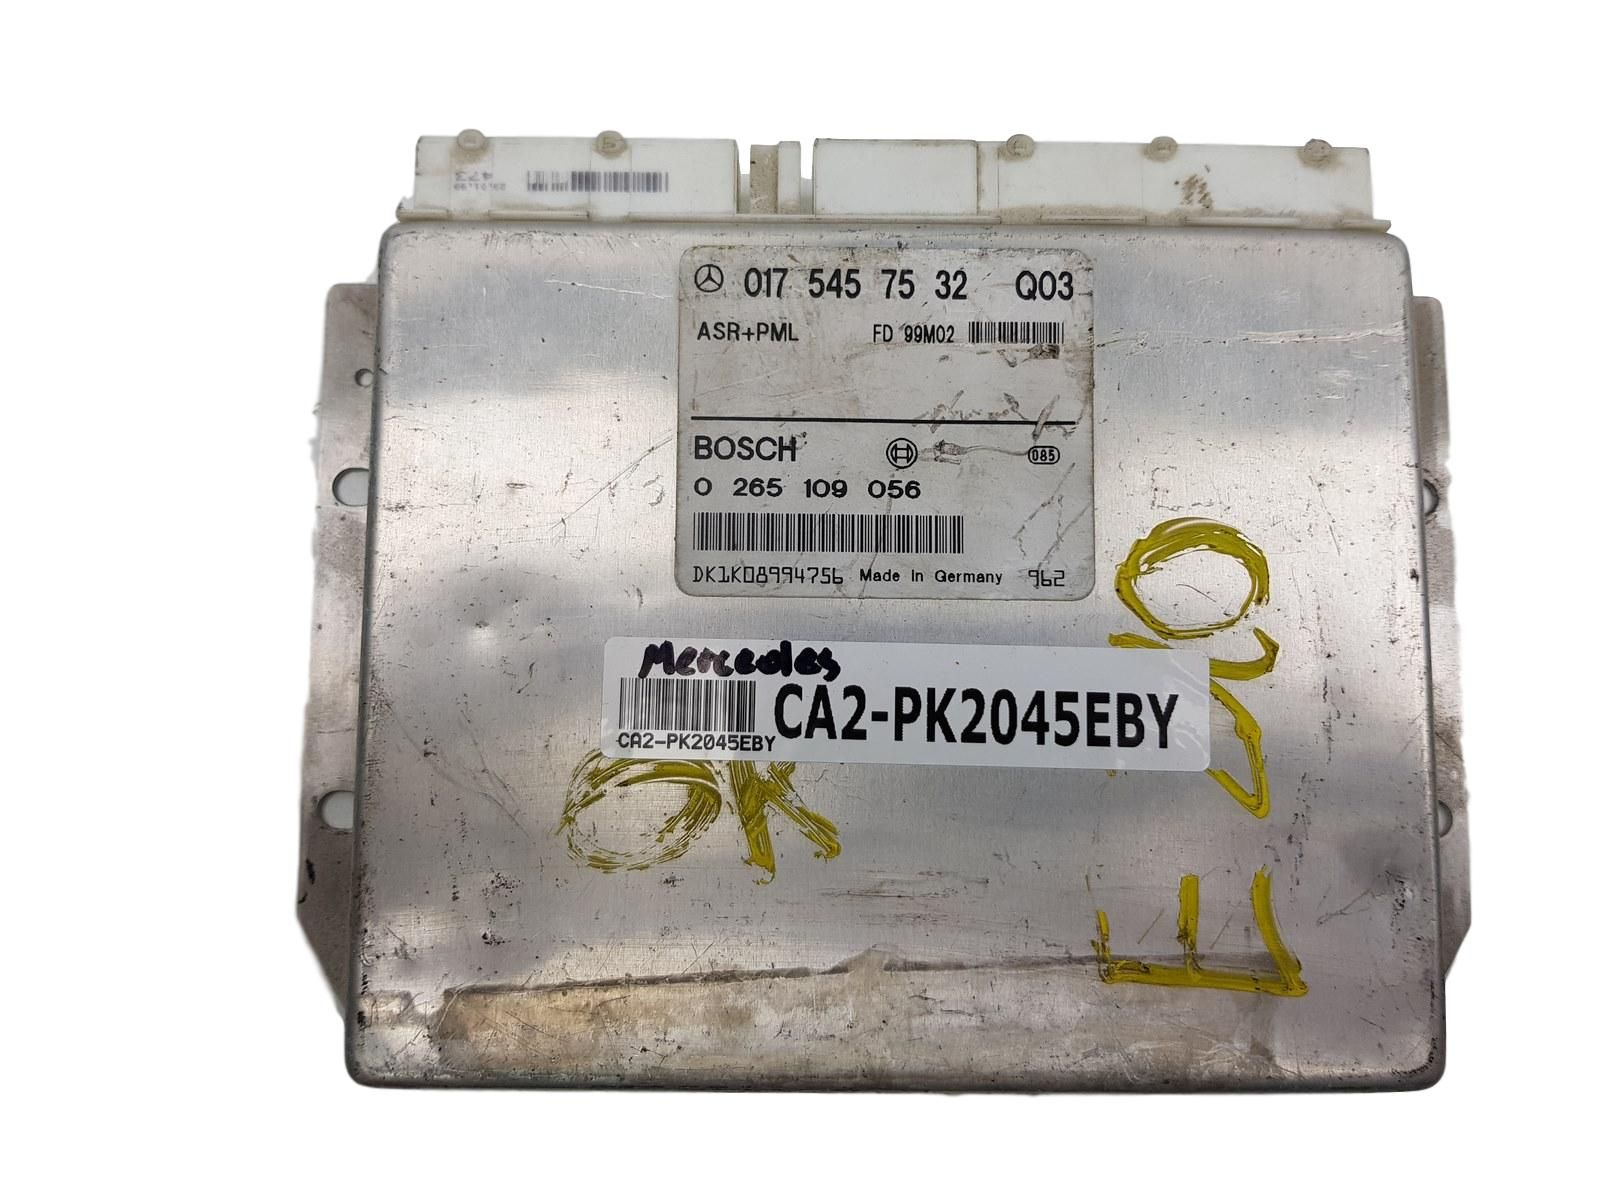 473
017 545 75 32 Q03
ASR+PML FD 99M02
BOSCH 085
0 265 109 056
DK1K08994756 Made in Germany 962
Mercedes
CA2-PK2045EBY
CA2-PK2045EBY
OK